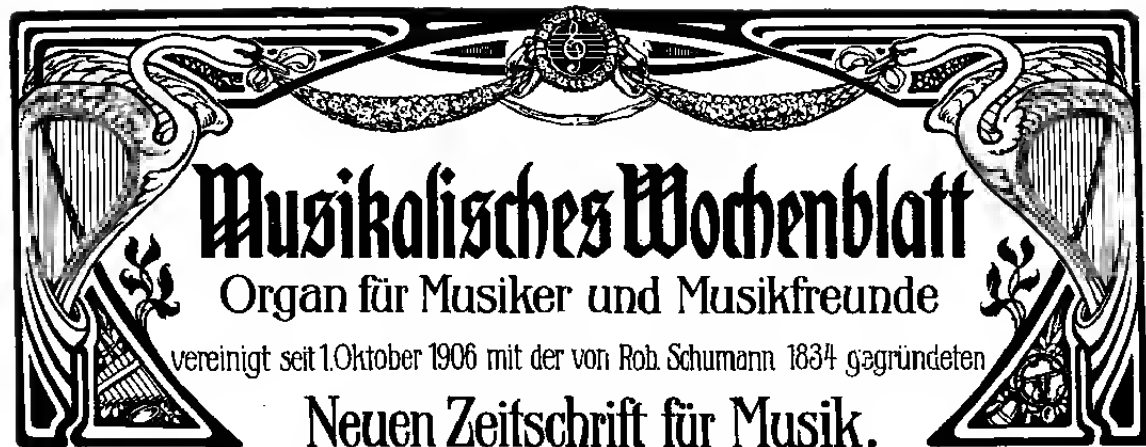 Musikalisches Wochenblatt
Organ für Musiker und Musikfreunde
vereinigt seit 1. Oktober 1906 mit der von Rob. Schumann 1834 gegründeten
Neuen Zeitschrift für Musik.